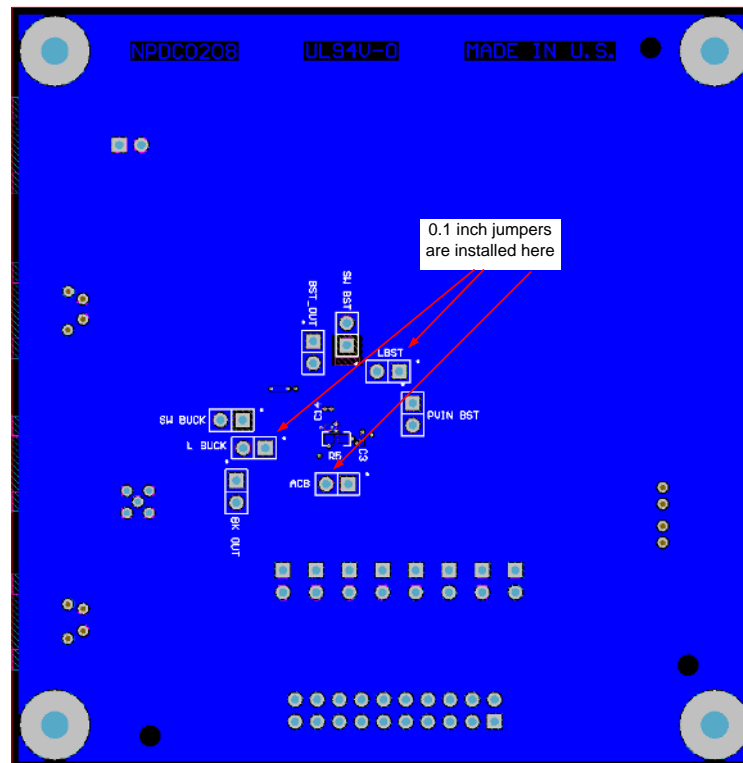 NPDC0208 UL94V-0 MADE IN U.S.
0.1 inch jumpers
are installed here
BST_OUT
SW BST
LBST
PVIN BST
SW BUCK
L BUCK
R5
C3
ACB
BK OUT